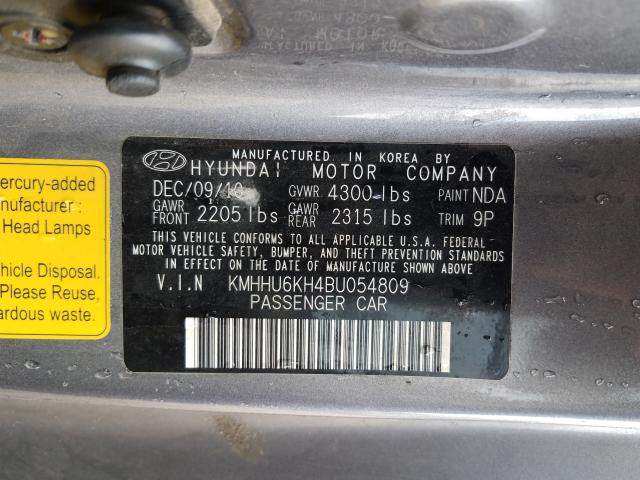 MANUFACTURED IN KOREA BY
HYUNDAI MOTOR COMPANY
DEC/09/10 GVWR 4300 lbs PAINT NDA
GAWR FRONT 2205 lbs GAWR REAR 2315 lbs TRIM 9P
THIS VEHICLE CONFORMS TO ALL APPLICABLE U.S.A. FEDERAL
MOTOR VEHICLE SAFETY, BUMPER, AND THEFT PREVENTION STANDARDS
IN EFFECT ON THE DATE OF MANUFACTURE SHOWN ABOVE.
V.I.N KMHHU6KH4BU054809
PASSENGER CAR
ercury-added
nufacturer :
Head Lamps
hicle Disposal.
Please Reuse,
ardous waste.